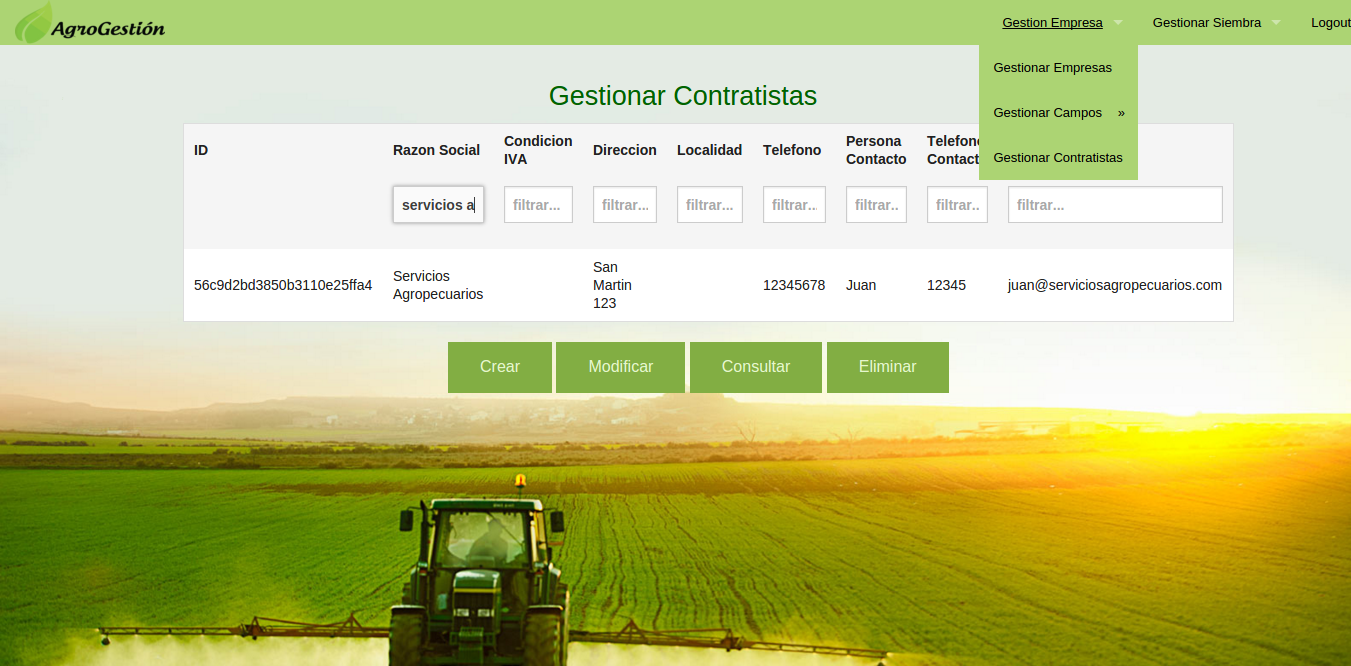 AgroGestión
Gestion Empresa
Gestionar Siembra
Logout
Gestionar Empresas
Gestionar Campos »
Gestionar Contratistas
Gestionar Contratistas
ID
Razon Social
Condicion
IVA
Direccion
Localidad
Telefono
Persona
Contacto
Telefono
Contact
servicios a
filtrar...
filtrar...
filtrar...
filtrar..
filtrar..
filtrar..
filtrar...
56c9d2bd3850b3110e25ffa4
Servicios
Agropecuarios
San
Martin
123
12345678
Juan
12345
juan@serviciosagropecuarios.com
Crear
Modificar
Consultar
Eliminar